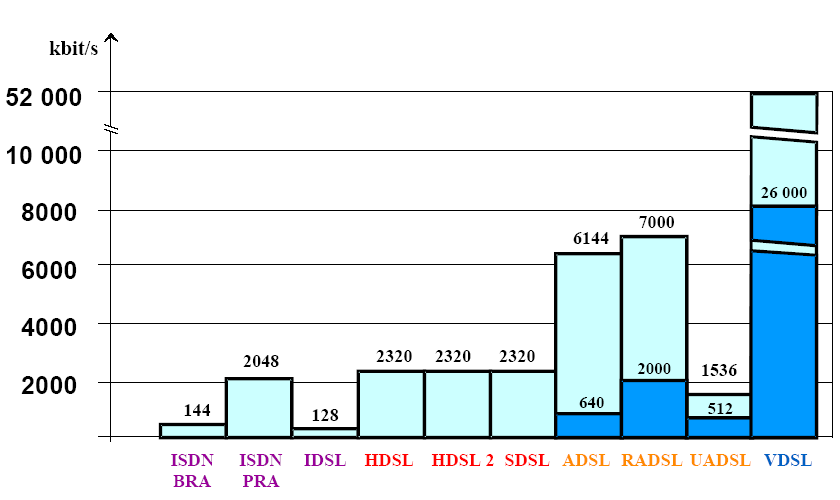 kbit/s
52 000
10 000
8000
6000
4000
2000
144
2048
128
2320
2320
2320
6144
640
7000
2000
1536
512
26 000
ISDN BRA
ISDN PRA
IDSL
HDSL
HDSL 2
SDSL
ADSL
RADSL
UADSL
VDSL